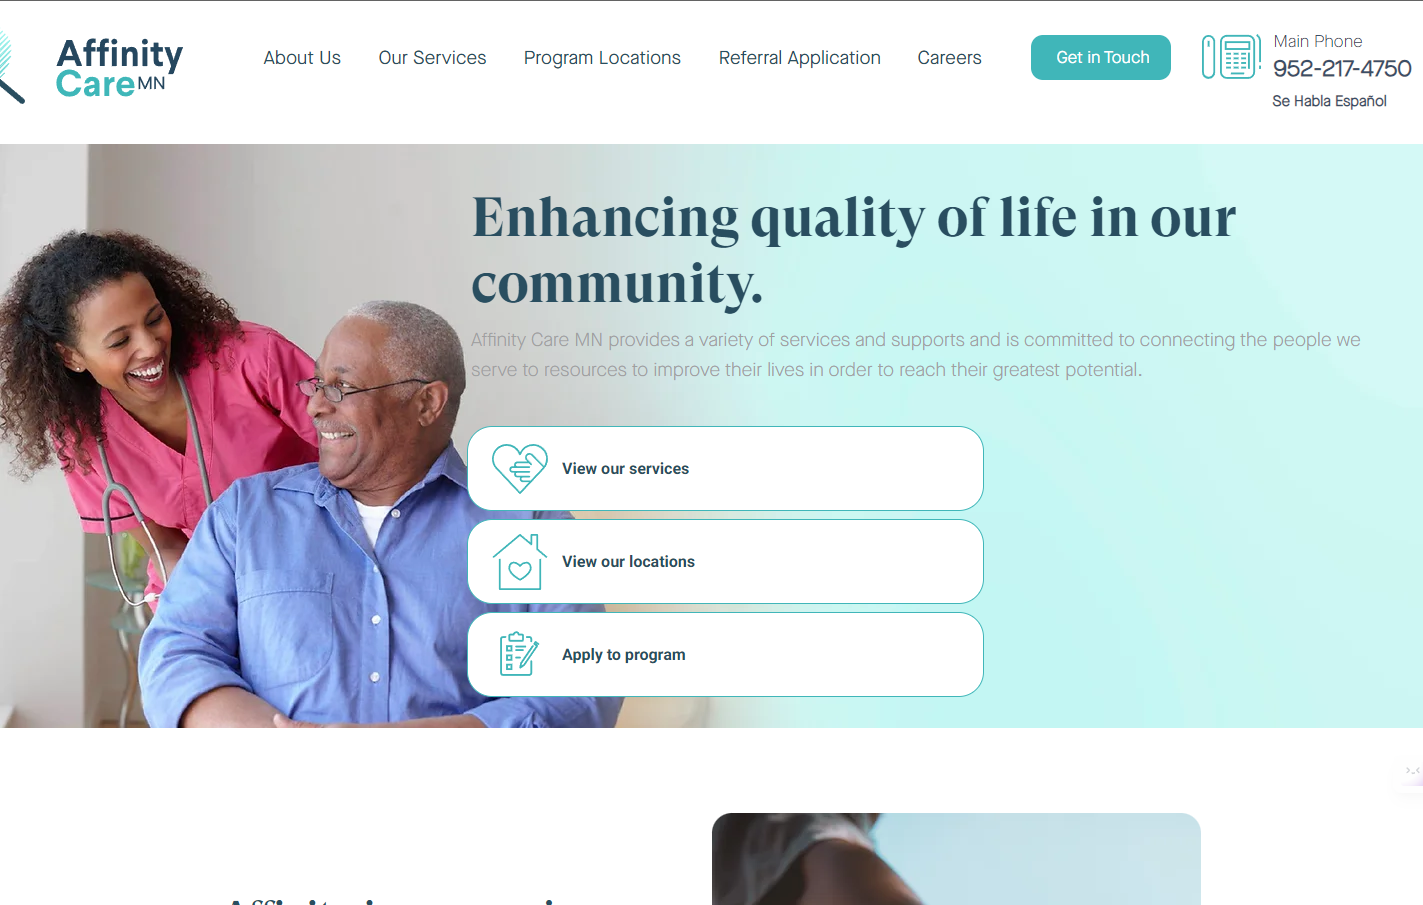 Affinity
Care MN
About Us
Our Services
Program Locations
Referral Application
Careers
Get in Touch
Main Phone
952-217-4750
Se Habla Español
Enhancing quality of life in our
community.
Affinity Care MN provides a variety of services and supports and is committed to connecting the people we
serve to resources to improve their lives in order to reach their greatest potential.
View our services
View our locations
Apply to program